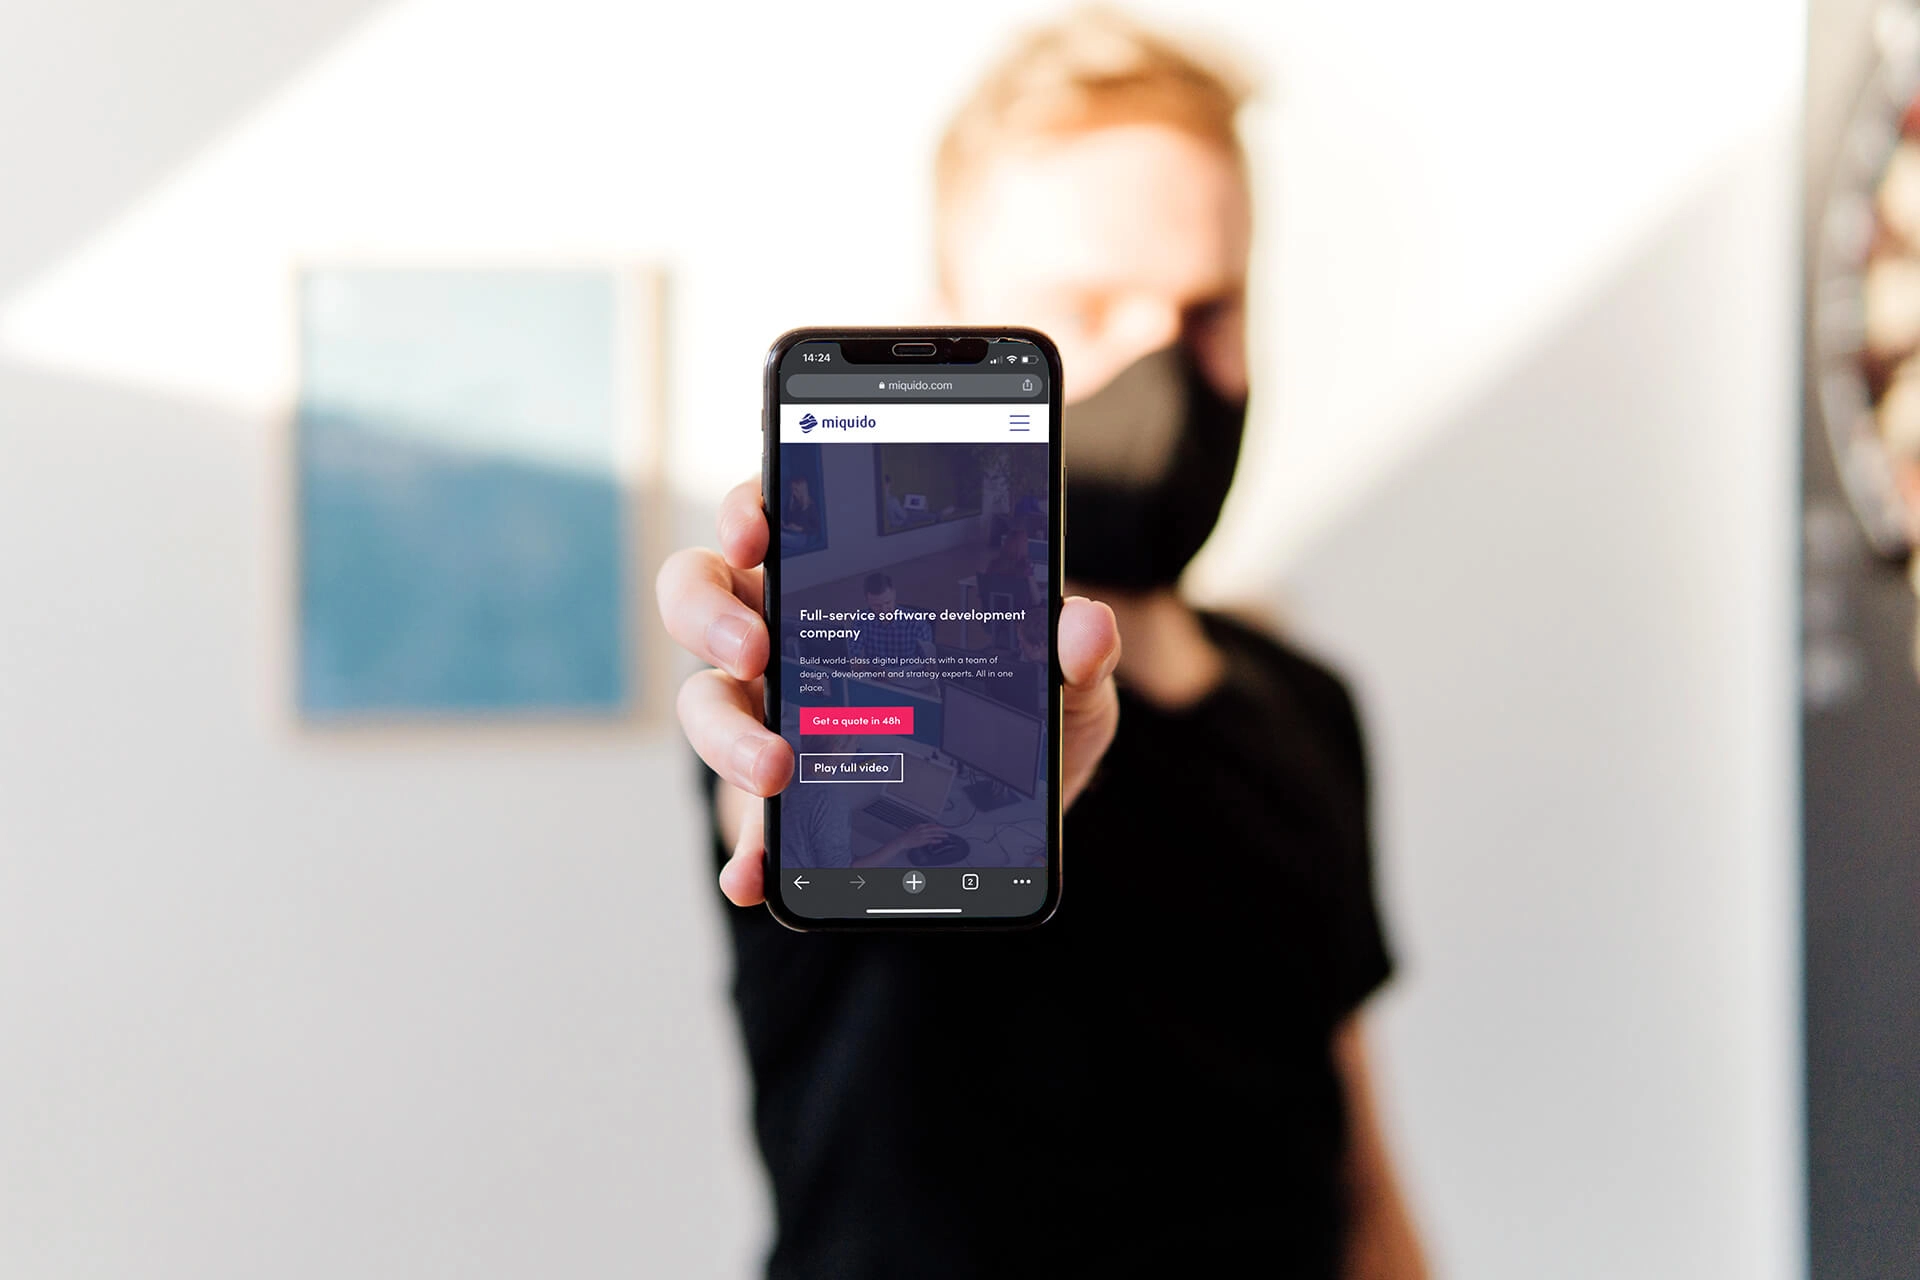 14:24
miquido.com
miquido
Full-service software development
company
Build world-class digital products with a team of
design, development and strategy experts. All in one
place.
Get a quote in 48h
Play full video
2